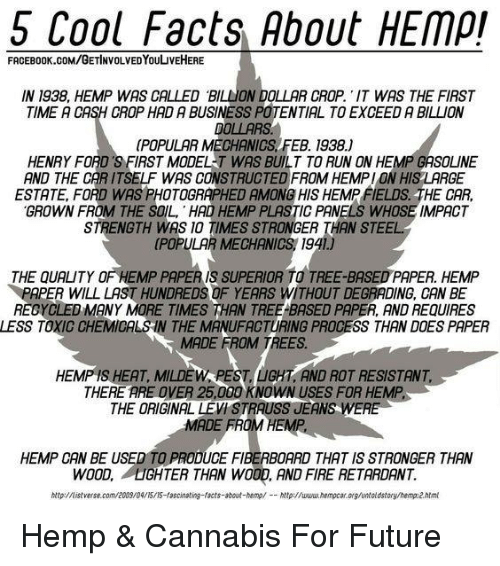 5 Cool Facts About HEMP!
FACEBOOK.COM/GETINVOLVEDYOULIVEHERE
IN 1938, HEMP WAS CALLED 'BILLION DOLLAR CROP.' IT WAS THE FIRST
TIME A CASH CROP HAD A BUSINESS POTENTIAL TO EXCEED A BILLION
DOLLARS.
(POPULAR MECHANICS, FEB. 1938.)
HENRY FORD'S FIRST MODEL-T WAS BUILT TO RUN ON HEMP GASOLINE
AND THE CAR ITSELF WAS CONSTRUCTED FROM HEMP! ON HIS LARGE
ESTATE, FORD WAS PHOTOGRAPHED AMONG HIS HEMP FIELDS. THE CAR,
'GROWN FROM THE SOIL,' HAD HEMP PLASTIC PANELS WHOSE IMPACT
STRENGTH WAS 10 TIMES STRONGER THAN STEEL.
(POPULAR MECHANICS, 1941.)
THE QUALITY OF HEMP PAPER IS SUPERIOR TO TREE-BASED PAPER. HEMP
PAPER WILL LAST HUNDREDS OF YEARS WITHOUT DEGRADING, CAN BE
RECYCLED MANY MORE TIMES THAN TREE-BASED PAPER, AND REQUIRES
LESS TOXIC CHEMICALS IN THE MANUFACTURING PROCESS THAN DOES PAPER
MADE FROM TREES.
HEMP IS HEAT, MILDEW, PEST, LIGHT, AND ROT RESISTANT,
THERE ARE OVER 25,000 KNOWN USES FOR HEMP,
THE ORIGINAL LEVI STRAUSS JEANS WERE
MADE FROM HEMP,
HEMP CAN BE USED TO PRODUCE FIBERBOARD THAT IS STRONGER THAN
WOOD, LIGHTER THAN WOOD, AND FIRE RETARDANT.
http://listverse.com/2009/04/15/15-fascinating-facts-about-hemp/ -- http://www.hempcar.org/untoldstory/hemp.2.html
Hemp & Cannabis For Future